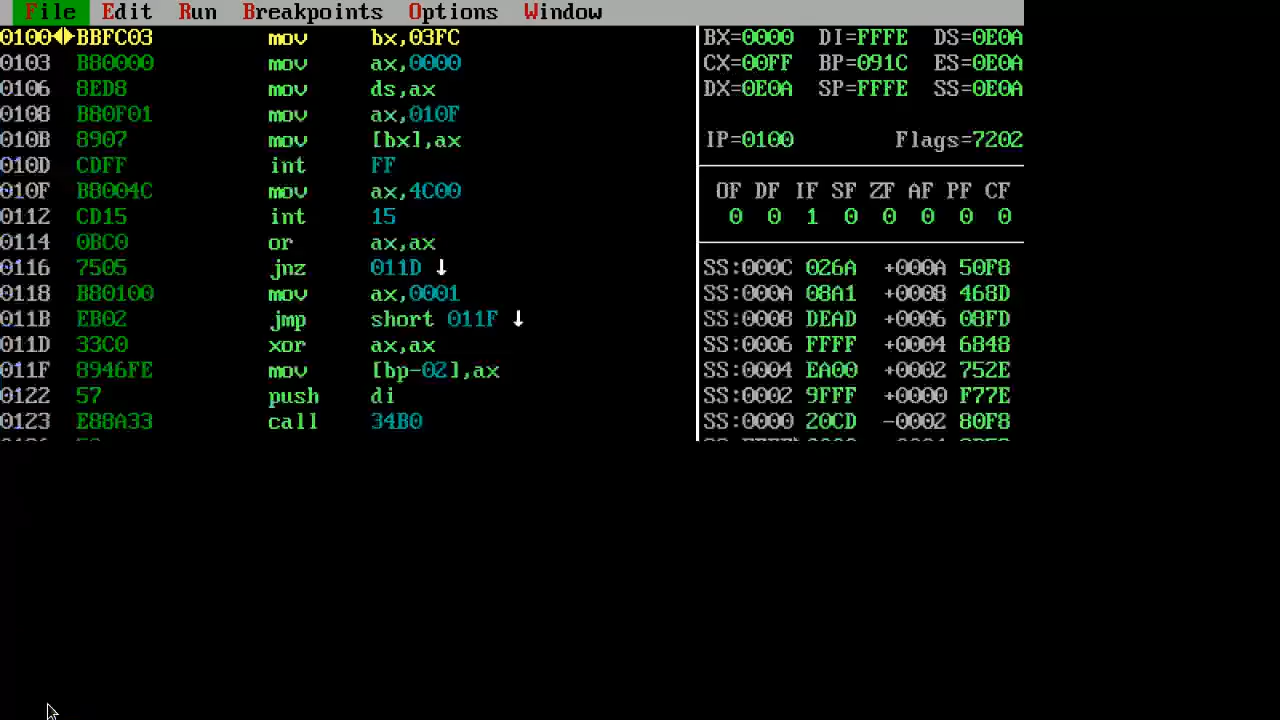 File Edit Run Breakpoints Options Window
0100 BBFC03 mov bx,03FC BX=0000 DI=FFFE DS=0E0A
0103 B80000 mov ax,0000 CX=00FF BP=091C ES=0E0A
0106 8ED8 mov ds,ax DX=0E0A SP=FFFE SS=0E0A
0108 B80F01 mov ax,010F
010B 8907 mov [bx],ax IP=0100 Flags=7202
010D CDFF int FF
010F B8004C mov ax,4C00 OF DF IF SF ZF AF PF CF
0112 CD15 int 15 0 0 1 0 0 0 0 0
0114 0BC0 or ax,ax
0116 7505 jnz 011D ↓ SS:000C 026A +000A 50F8
0118 B80100 mov ax,0001 SS:000A 08A1 +0008 468D
011B EB02 jmp short 011F ↓ SS:0008 DEAD +0006 08FD
011D 33C0 xor ax,ax SS:0006 FFFF +0004 6848
011F 8946FE mov [bp-02],ax SS:0004 EA00 +0002 752E
0122 57 push di SS:0002 9FFF +0000 F77E
0123 E88A33 call 34B0 SS:0000 20CD -0002 80F8